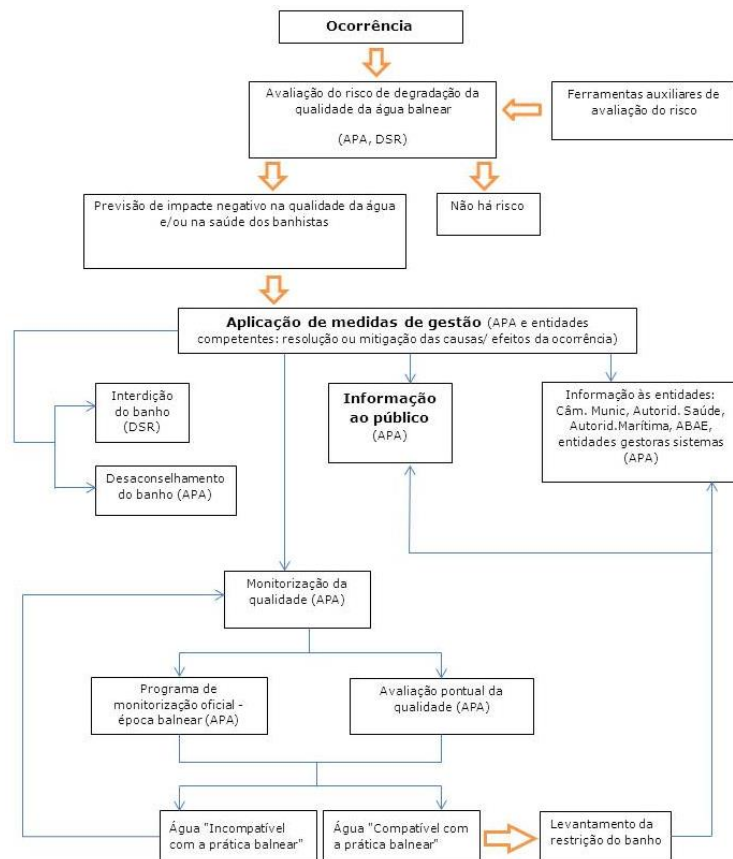 Ocorrência
Avaliação do risco de degradação da
qualidade da água balnear
(APA, DSR)
Ferramentas auxiliares de
avaliação do risco
Previsão de impacte negativo na qualidade da água
e/ou na saúde dos banhistas
Não há risco
Aplicação de medidas de gestão (APA e entidades
competentes: resolução ou mitigação das causas/ efeitos da ocorrência)
Interdição
do banho
(DSR)
Informação
ao público
(APA)
Informação às entidades:
Câm. Munic, Autorid. Saúde,
Autorid.Marítima, ABAE,
entidades gestoras sistemas
(APA)
Desaconselhamento
do banho (APA)
Monitorização da
qualidade (APA)
Programa de
monitorização oficial -
época balnear (APA)
Avaliação pontual da
qualidade (APA)
Água "Incompatível
com a prática balnear"
Água "Compatível com
a prática balnear"
Levantamento da
restrição do banho